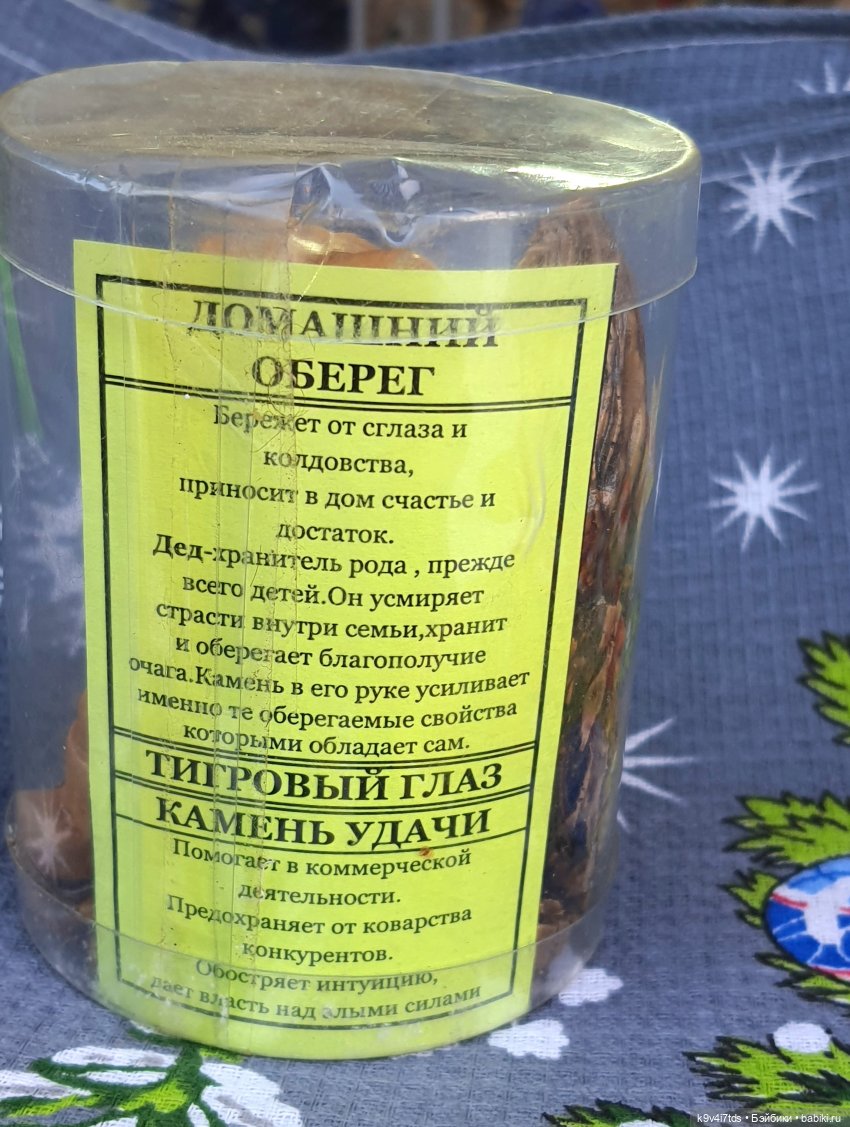 ДОМАШНИЙ
ОБЕРЕГ
Бережет от сглаза и
колдовства,
приносит в дом счастье и
достаток.
Дед-хранитель рода , прежде
всего детей.Он усмиряет
страсти внутри семьи,хранит
и оберегает благополучие
очага.Камень в его руке усиливает
именно те оберегаемые свойства
которыми обладает сам.
ТИГРОВЫЙ ГЛАЗ
КАМЕНЬ УДАЧИ
Помогает в коммерческой
деятельности.
Предохраняет от коварства
конкурентов.
Обостряет интуицию,
дает власть над злыми силами
k9v4i7tds • Бэйбики • babiki.ru